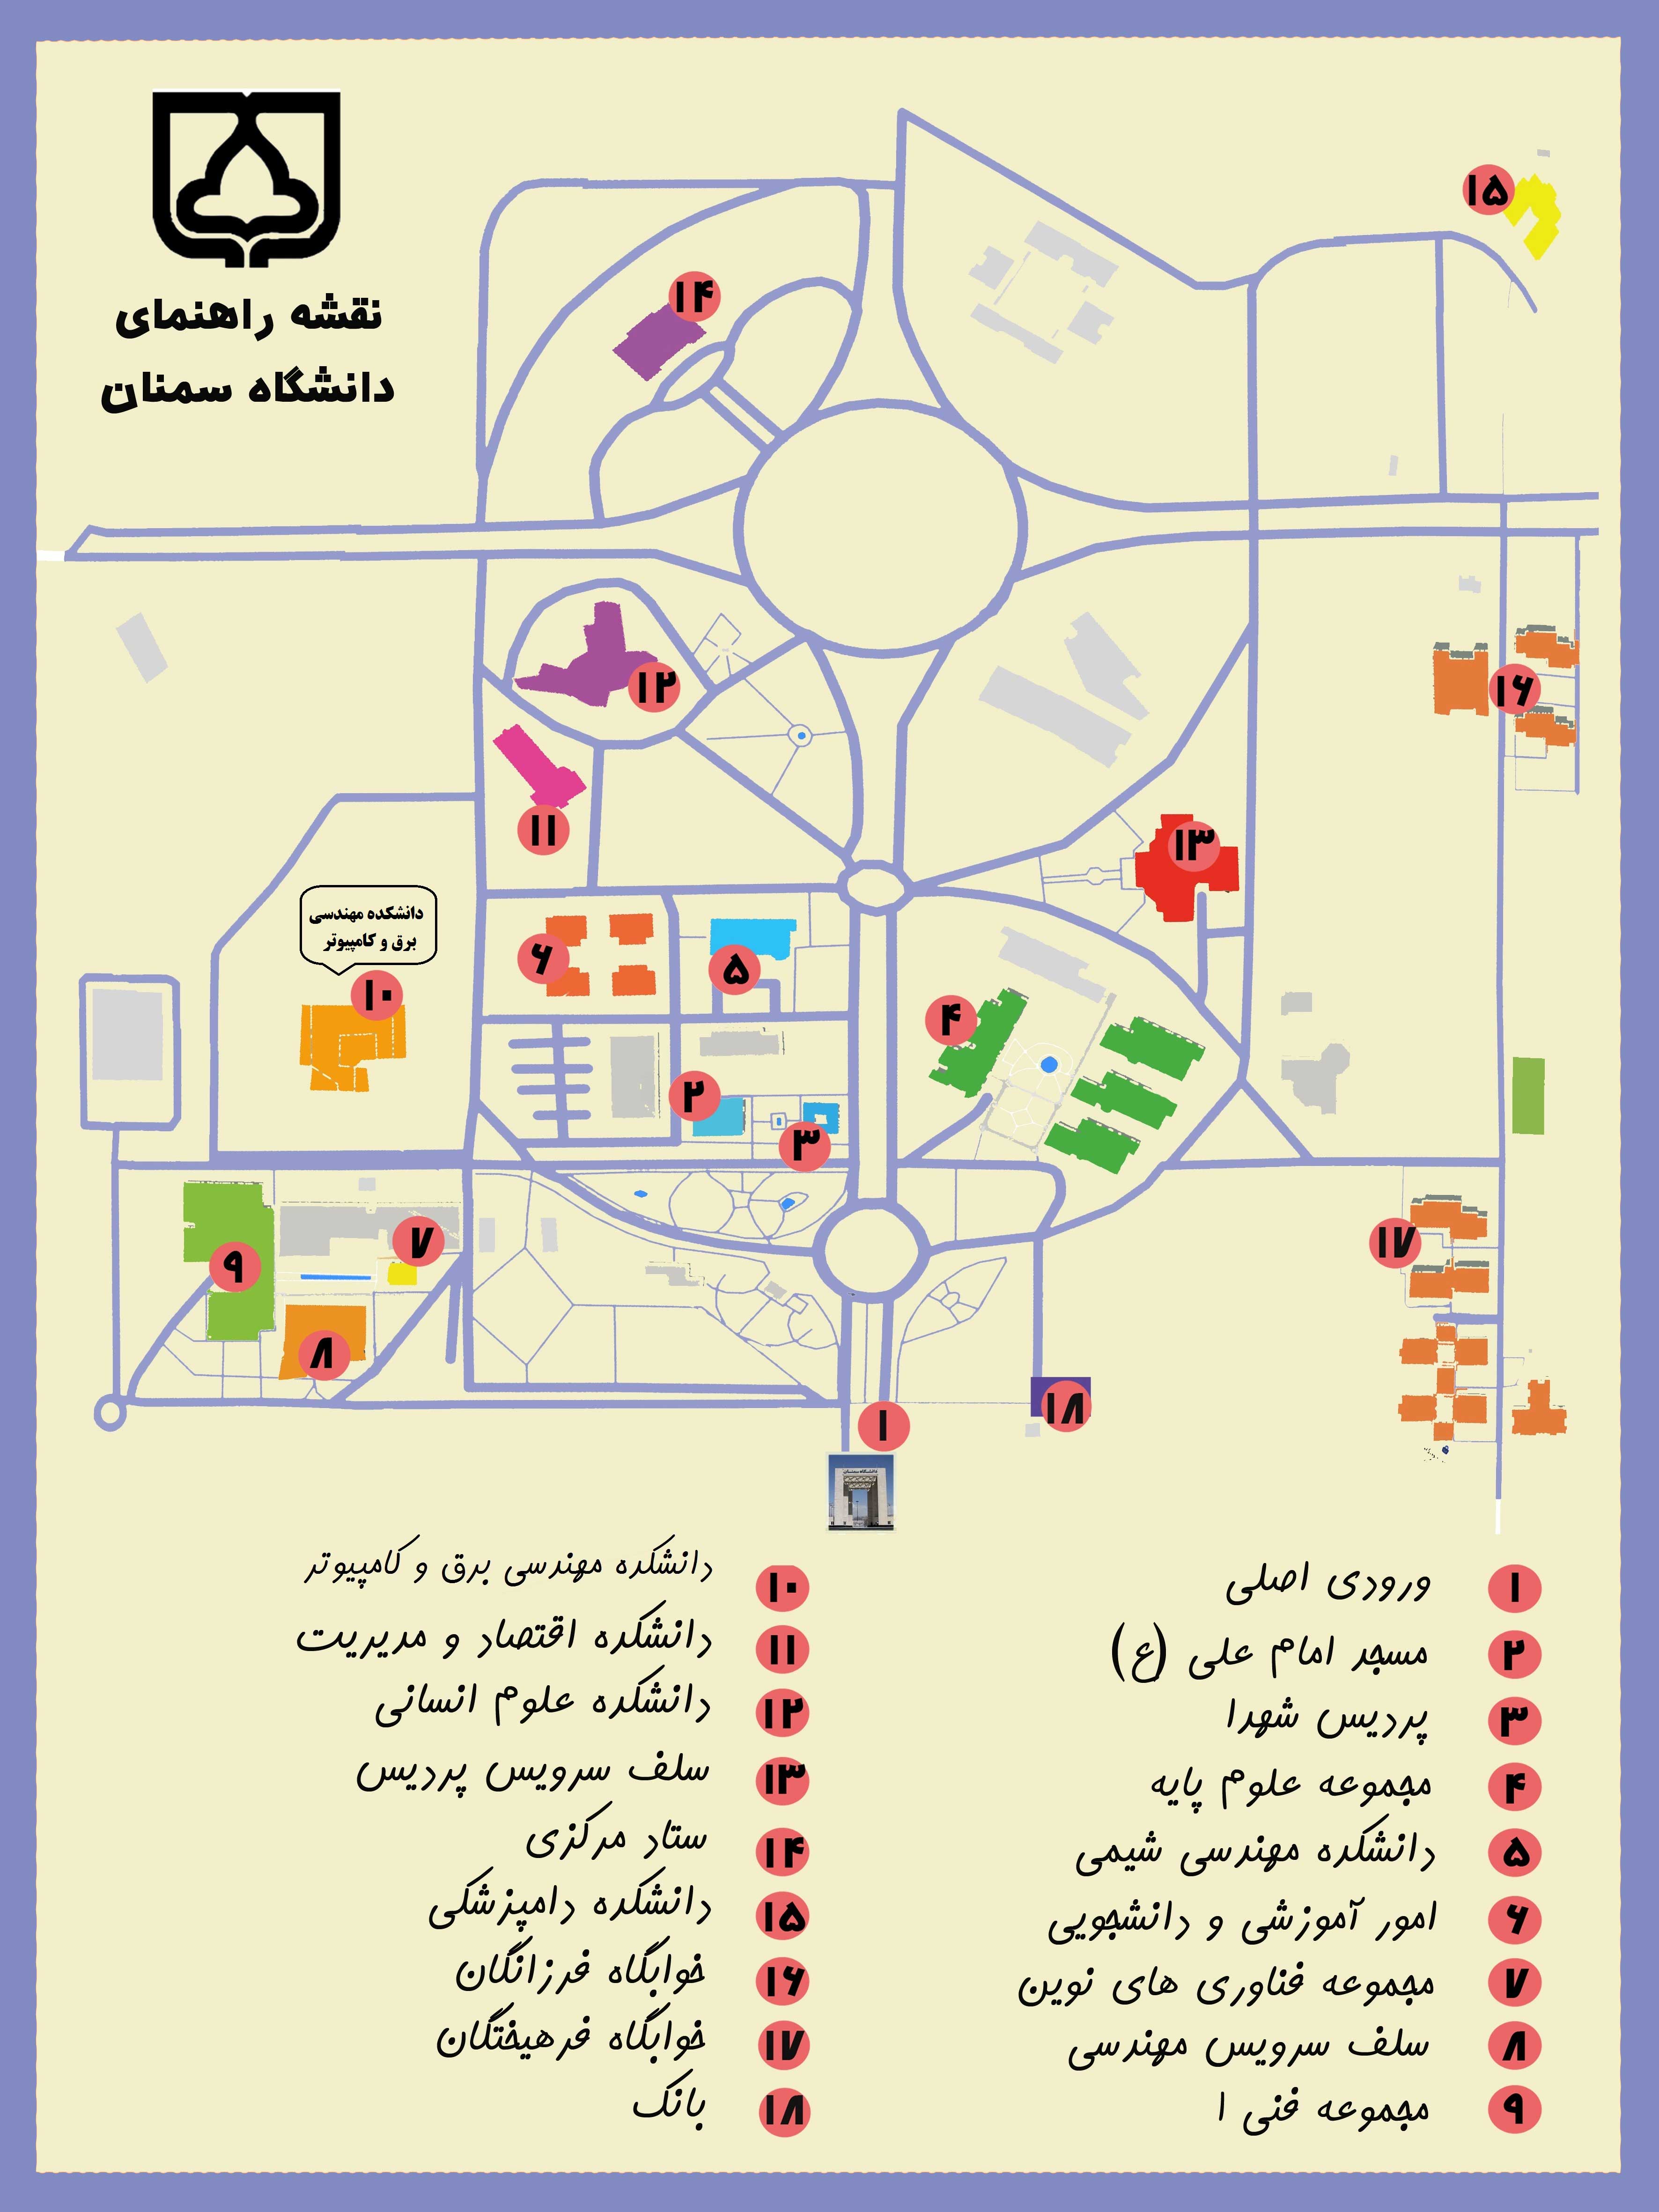 نقشه راهنمای
دانشگاه سمنان
۱۵
۱۴
۱۲
۱۶
۱۱
۱۳
دانشکده مهندسی
برق و کامپیوتر
۱۰
۶
۵
۴
۲
۳
۷
۹
۱۷
۸
۱۸
۱
دانشگاه سمنان
۱ ورودی اصلی
۲ مسجد امام علی (ع)
۳ پردیس شهدا
۴ مجموعه علوم پایه
۵ دانشکده مهندسی شیمی
۶ امور آموزشی و دانشجویی
۷ مجموعه فناوری های نوین
۸ سلف سرویس مهندسی
۹ مجموعه فنی ۱
۱۰ دانشکده مهندسی برق و کامپیوتر
۱۱ دانشکده اقتصاد و مدیریت
۱۲ دانشکده علوم انسانی
۱۳ سلف سرویس پردیس
۱۴ ستاد مرکزی
۱۵ دانشکده دامپزشکی
۱۶ خوابگاه فرزانگان
۱۷ خوابگاه فرهیختگان
۱۸ بانک